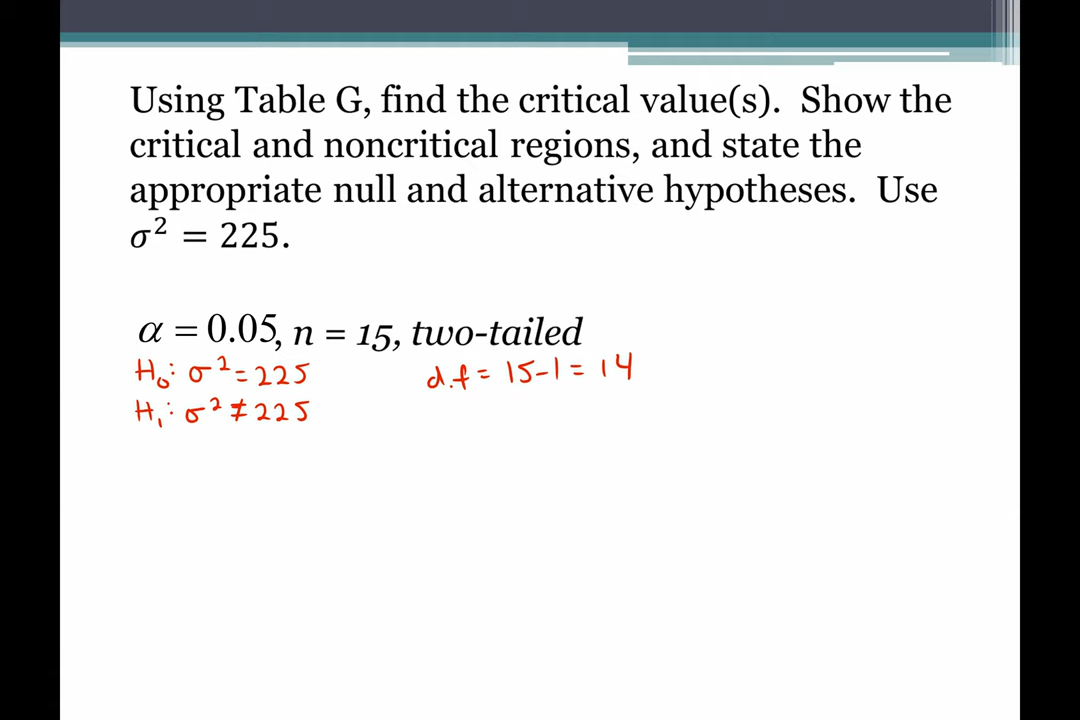 Using Table G, find the critical value(s). Show the
critical and noncritical regions, and state the
appropriate null and alternative hypotheses. Use
σ² = 225.
α = 0.05, n = 15, two-tailed
H₀: σ² = 225 d.f = 15-1 = 14
H₁: σ² ≠ 225